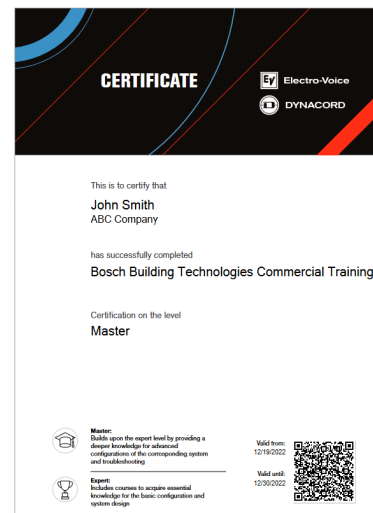 CERTIFICATE
EV Electro-Voice
DYNACORD
This is to certify that
John Smith
ABC Company
has successfully completed
Bosch Building Technologies Commercial Training
Certification on the level
Master
Master:
Builds upon the expert level by providing a
deeper knowledge for advanced
configurations of the corresponding system
and troubleshooting
Expert:
Includes courses to acquire essential
knowledge for the basic configuration and
system design
Valid from:
12/19/2022
Valid until:
12/30/2022